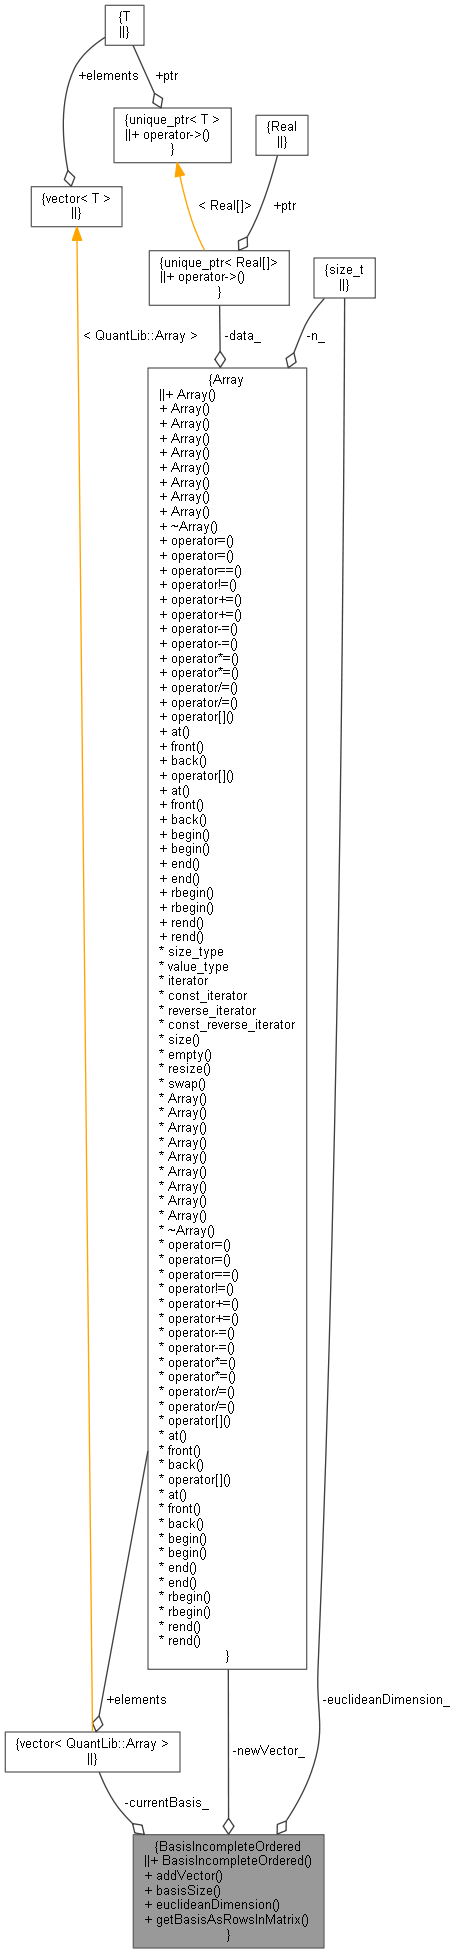 {T
||}
+elements
+ptr
{unique_ptr< T >
||+ operator->()
}
{Real
||}
{vector< T >
||}
< Real[]>
+ptr
{unique_ptr< Real[]>
||+ operator->()
}
{size_t
||}
< QuantLib::Array >
-data_
-n_
{Array
||+ Array()
+ Array()
+ Array()
+ Array()
+ Array()
+ Array()
+ Array()
+ Array()
+ Array()
+ ~Array()
+ operator=()
+ operator=()
+ operator==()
+ operator!=()
+ operator+=()
+ operator+=()
+ operator-=()
+ operator-=()
+ operator*=()
+ operator*=()
+ operator/=()
+ operator/=()
+ operator[]()
+ at()
+ front()
+ back()
+ operator[]()
+ at()
+ front()
+ back()
+ begin()
+ begin()
+ end()
+ end()
+ rbegin()
+ rbegin()
+ rend()
+ rend()
* size_type
* value_type
* iterator
* const_iterator
* reverse_iterator
* const_reverse_iterator
* size()
* empty()
* resize()
* swap()
* Array()
* Array()
* Array()
* Array()
* Array()
* Array()
* Array()
* Array()
* Array()
* ~Array()
* operator=()
* operator=()
* operator==()
* operator!=()
* operator+=()
* operator+=()
* operator-=()
* operator-=()
* operator*=()
* operator*=()
* operator/=()
* operator/=()
* operator[]()
* at()
* front()
* back()
* operator[]()
* at()
* front()
* back()
* begin()
* begin()
* end()
* end()
* rbegin()
* rbegin()
* rend()
* rend()
}
+elements
-euclideanDimension_
{vector< QuantLib::Array >
||}
-newVector_
-currentBasis_
{BasisIncompleteOrdered
||+ BasisIncompleteOrdered()
+ addVector()
+ basisSize()
+ euclideanDimension()
+ getBasisAsRowsInMatrix()
}